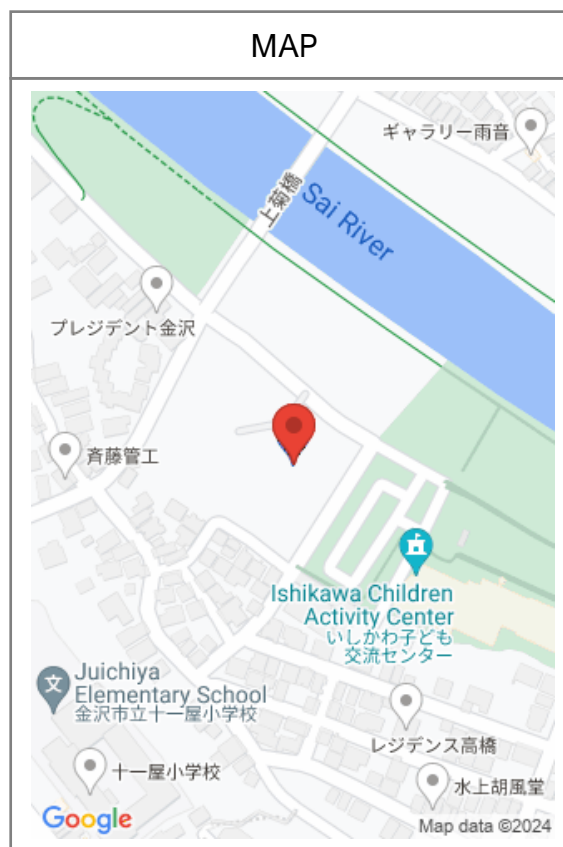 MAP
ギャラリー雨音
上菊橋
Sai River
プレジデント金沢
斉藤管工
Ishikawa Children
Activity Center
いしかわ子ども
交流センター
文
Juichiya
Elementary School
金沢市立十一屋小学校
レジデンス高橋
十一屋小学校
水上胡風堂
Google
Map data ©2024